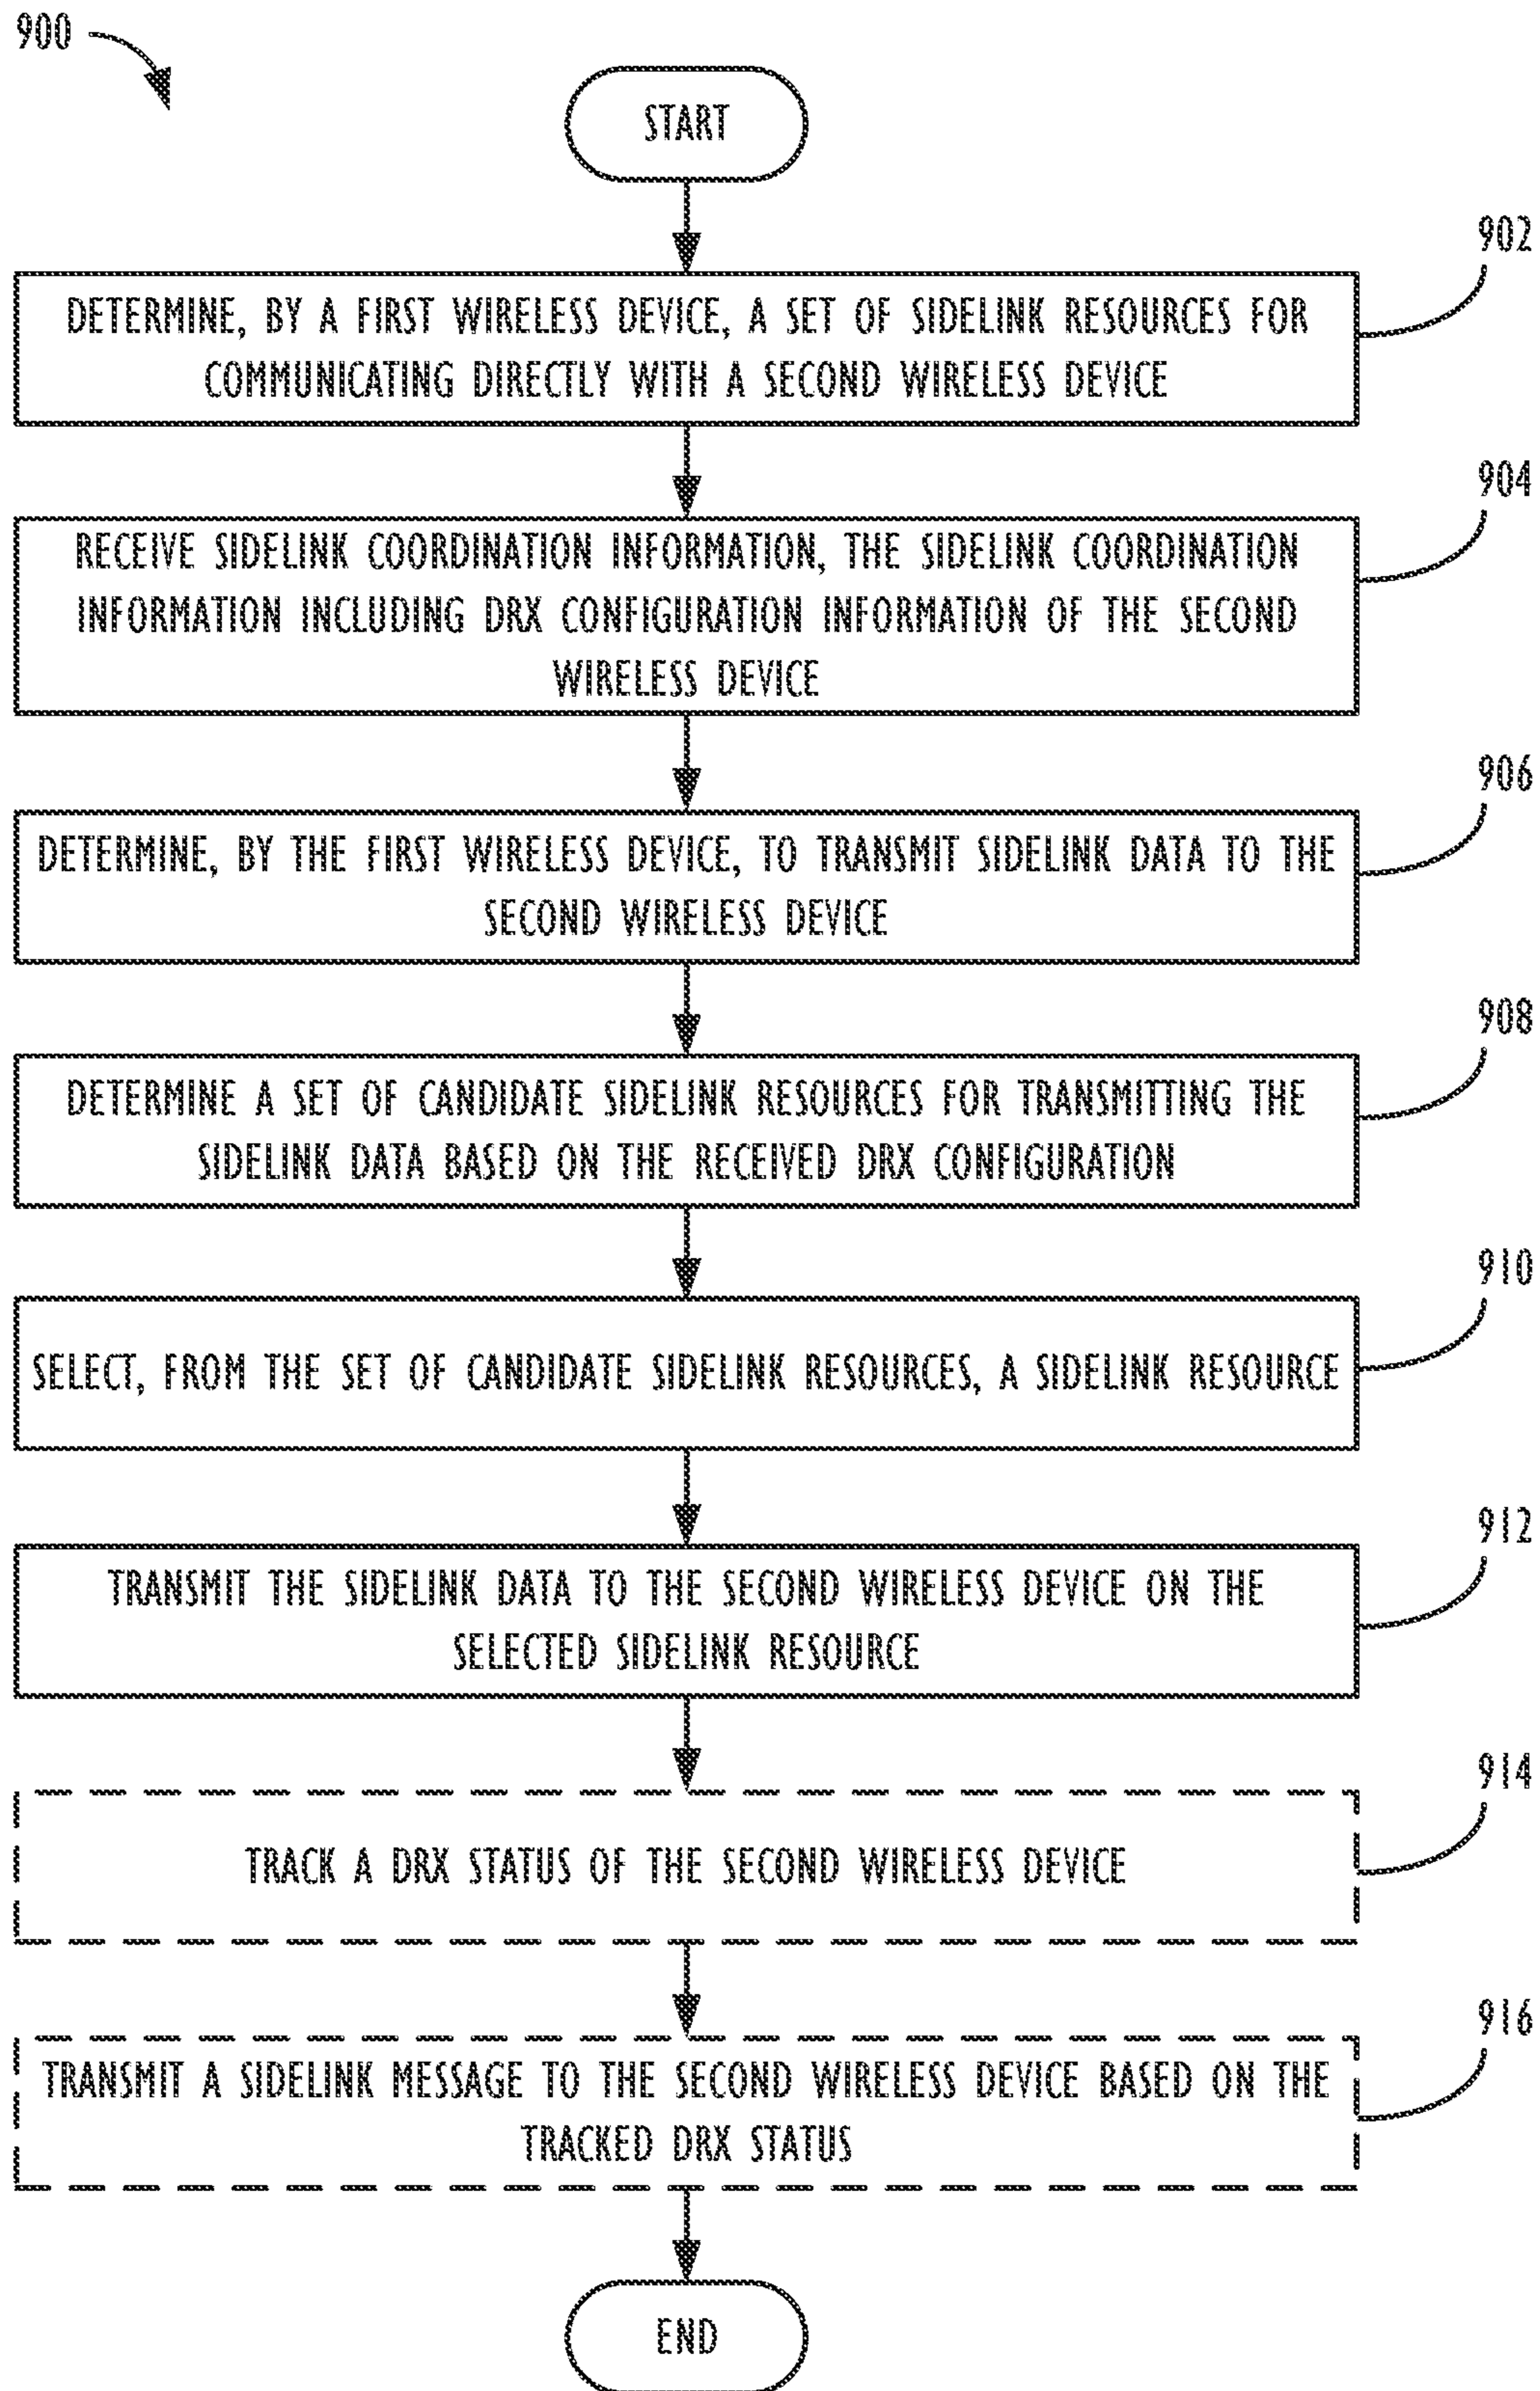 900
START
902
DETERMINE, BY A FIRST WIRELESS DEVICE, A SET OF SIDELINK RESOURCES FOR
COMMUNICATING DIRECTLY WITH A SECOND WIRELESS DEVICE
904
RECEIVE SIDELINK COORDINATION INFORMATION, THE SIDELINK COORDINATION
INFORMATION INCLUDING DRX CONFIGURATION INFORMATION OF THE SECOND
WIRELESS DEVICE
906
DETERMINE, BY THE FIRST WIRELESS DEVICE, TO TRANSMIT SIDELINK DATA TO THE
SECOND WIRELESS DEVICE
908
DETERMINE A SET OF CANDIDATE SIDELINK RESOURCES FOR TRANSMITTING THE
SIDELINK DATA BASED ON THE RECEIVED DRX CONFIGURATION
910
SELECT, FROM THE SET OF CANDIDATE SIDELINK RESOURCES, A SIDELINK RESOURCE
912
TRANSMIT THE SIDELINK DATA TO THE SECOND WIRELESS DEVICE ON THE
SELECTED SIDELINK RESOURCE
914
TRACK A DRX STATUS OF THE SECOND WIRELESS DEVICE
916
TRANSMIT A SIDELINK MESSAGE TO THE SECOND WIRELESS DEVICE BASED ON THE
TRACKED DRX STATUS
END